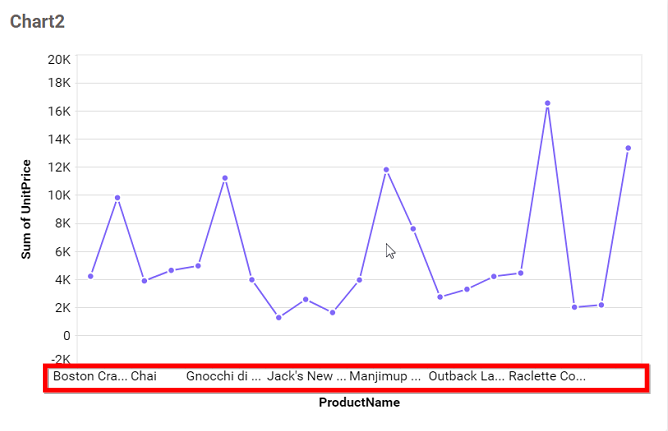 Chart2
20K
18K
16K
14K
12K
10K
8K
6K
4K
2K
0
-2K
Sum of UnitPrice
Boston Cra... Chai Gnocchi di ... Jack's New ... Manjimup ... Outback La... Raclette Co...
ProductName